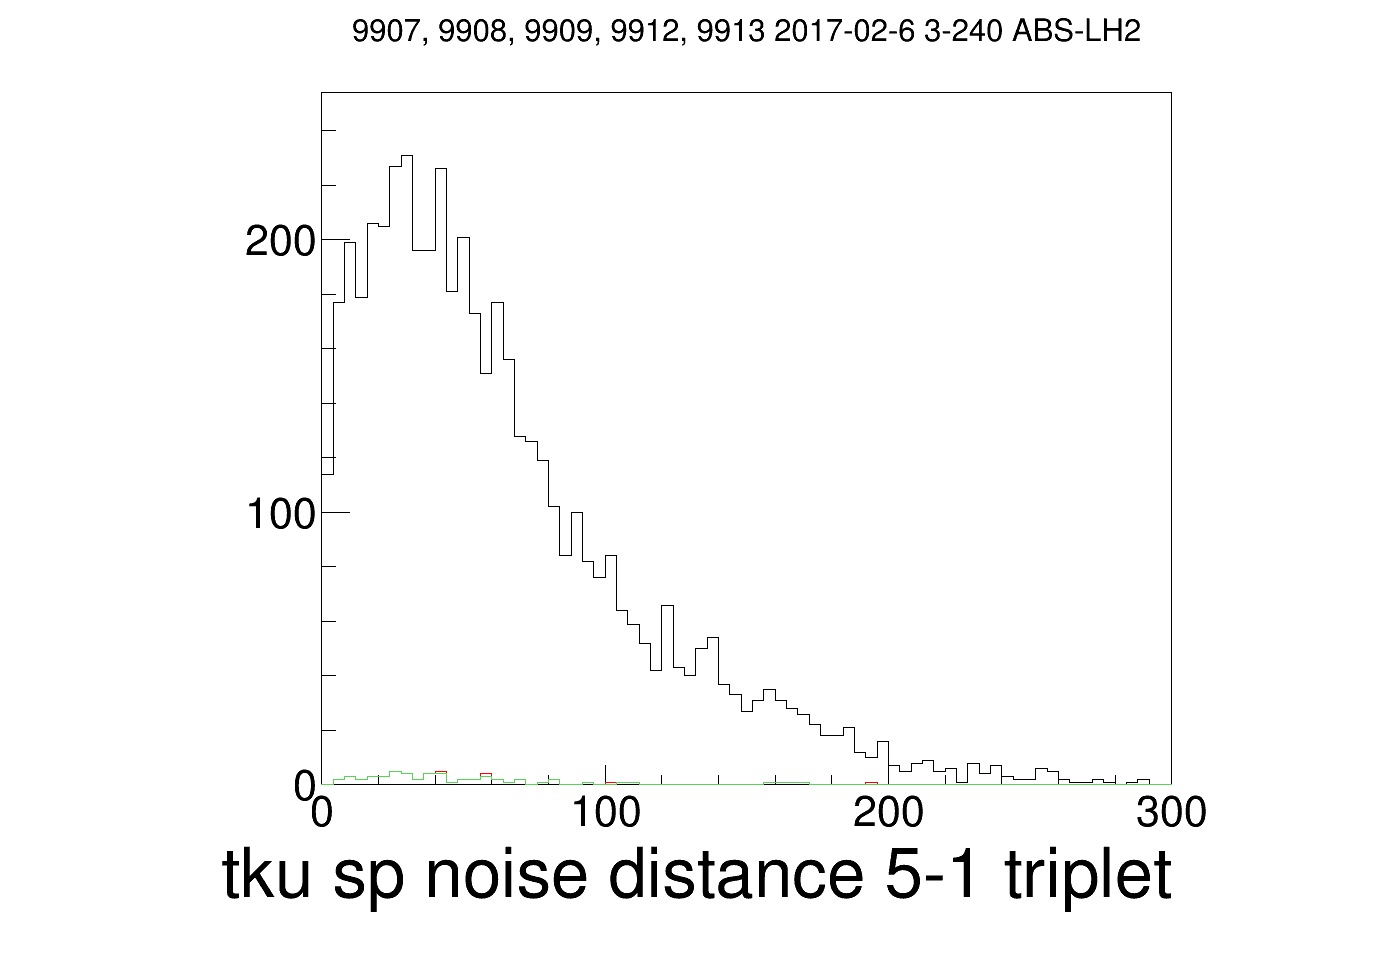 9907, 9908, 9909, 9912, 9913 2017-02-6 3-240 ABS-LH2
200
100
0
0 100 200 300
tku sp noise distance 5-1 triplet